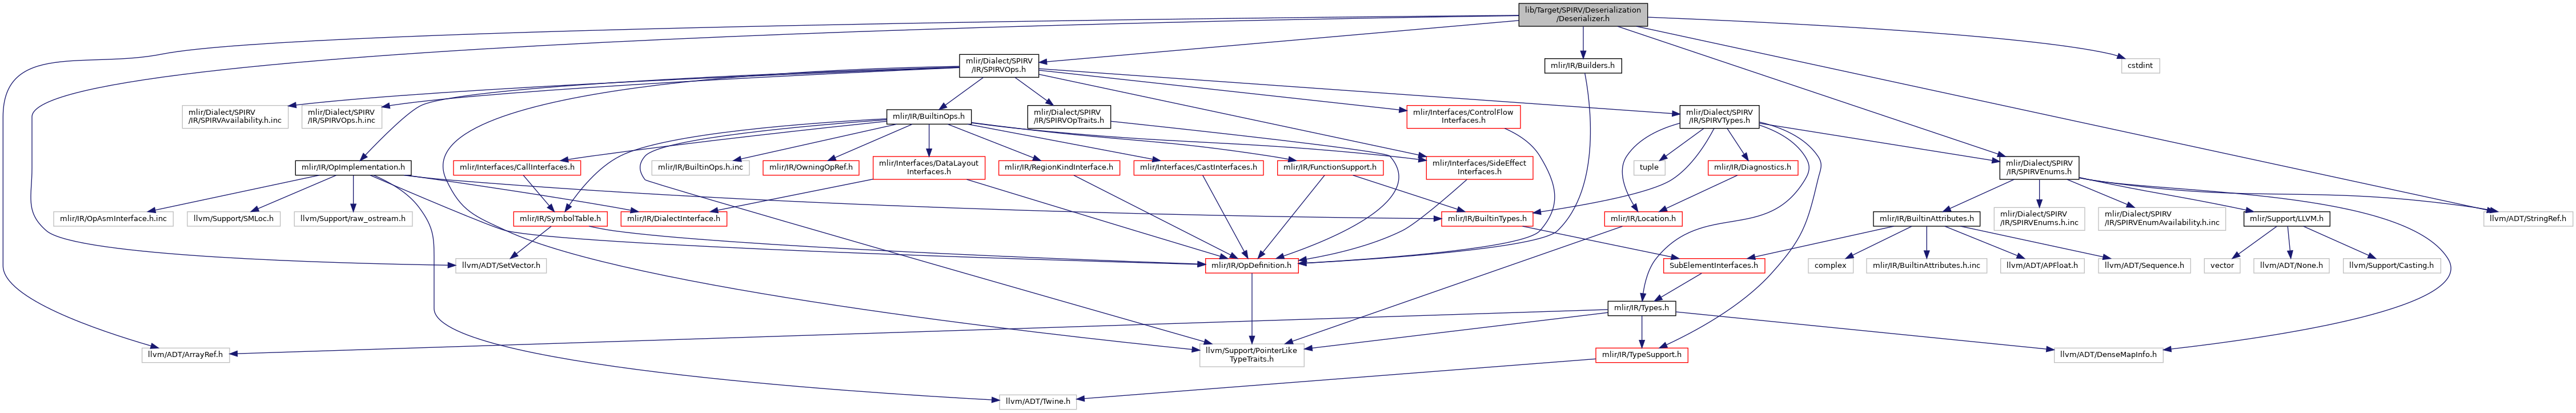 lib/Target/SPIRV/Deserialization
/Deserializer.h
mlir/Dialect/SPIRV
/IR/SPIRVOps.h
mlir/IR/Builders.h
cstdint
mlir/Dialect/SPIRV
/IR/SPIRVAvailability.h.inc
mlir/Dialect/SPIRV
/IR/SPIRVOps.h.inc
mlir/IR/BuiltinOps.h
mlir/Dialect/SPIRV
/IR/SPIRVOpTraits.h
mlir/Interfaces/ControlFlow
Interfaces.h
mlir/Dialect/SPIRV
/IR/SPIRVTypes.h
mlir/IR/OpImplementation.h
mlir/Interfaces/CallInterfaces.h
mlir/IR/BuiltinOps.h.inc
mlir/IR/OwningOpRef.h
mlir/Interfaces/DataLayout
Interfaces.h
mlir/IR/RegionKindInterface.h
mlir/Interfaces/CastInterfaces.h
mlir/IR/FunctionSupport.h
mlir/Interfaces/SideEffect
Interfaces.h
tuple
mlir/IR/Diagnostics.h
mlir/Dialect/SPIRV
/IR/SPIRVEnums.h
mlir/IR/OpAsmInterface.h.inc
llvm/Support/SMLoc.h
llvm/Support/raw_ostream.h
mlir/IR/SymbolTable.h
mlir/IR/DialectInterface.h
mlir/IR/BuiltinTypes.h
mlir/IR/Location.h
mlir/IR/BuiltinAttributes.h
mlir/Dialect/SPIRV
/IR/SPIRVEnums.h.inc
mlir/Dialect/SPIRV
/IR/SPIRVEnumAvailability.h.inc
mlir/Support/LLVM.h
llvm/ADT/StringRef.h
llvm/ADT/SetVector.h
mlir/IR/OpDefinition.h
SubElementInterfaces.h
complex
mlir/IR/BuiltinAttributes.h.inc
llvm/ADT/APFloat.h
llvm/ADT/Sequence.h
vector
llvm/ADT/None.h
llvm/Support/Casting.h
mlir/IR/Types.h
llvm/ADT/ArrayRef.h
llvm/Support/PointerLike
TypeTraits.h
mlir/IR/TypeSupport.h
llvm/ADT/DenseMapInfo.h
llvm/ADT/Twine.h